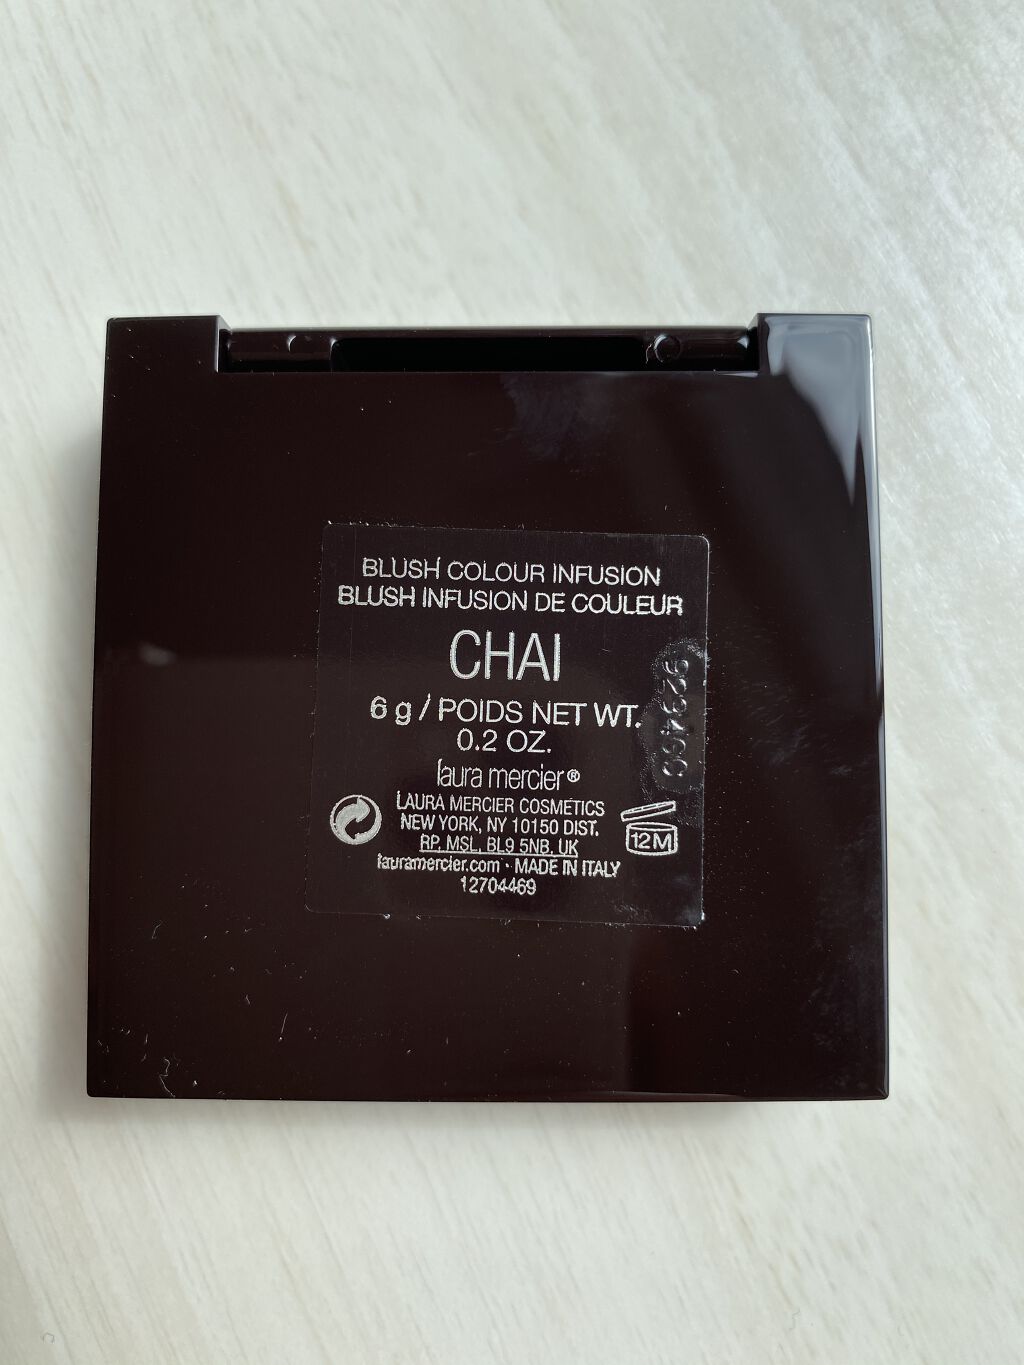 BLUSH COLOUR INFUSION
BLUSH INFUSION DE COULEUR
CHAI
6 g / POIDS NET WT.
0.2 OZ.
laura mercier®
LAURA MERCIER COSMETICS
NEW YORK, NY 10150 DIST.
RP, MSL, BL9 5NB, UK
lauramercier.com · MADE IN ITALY
12704469
12M